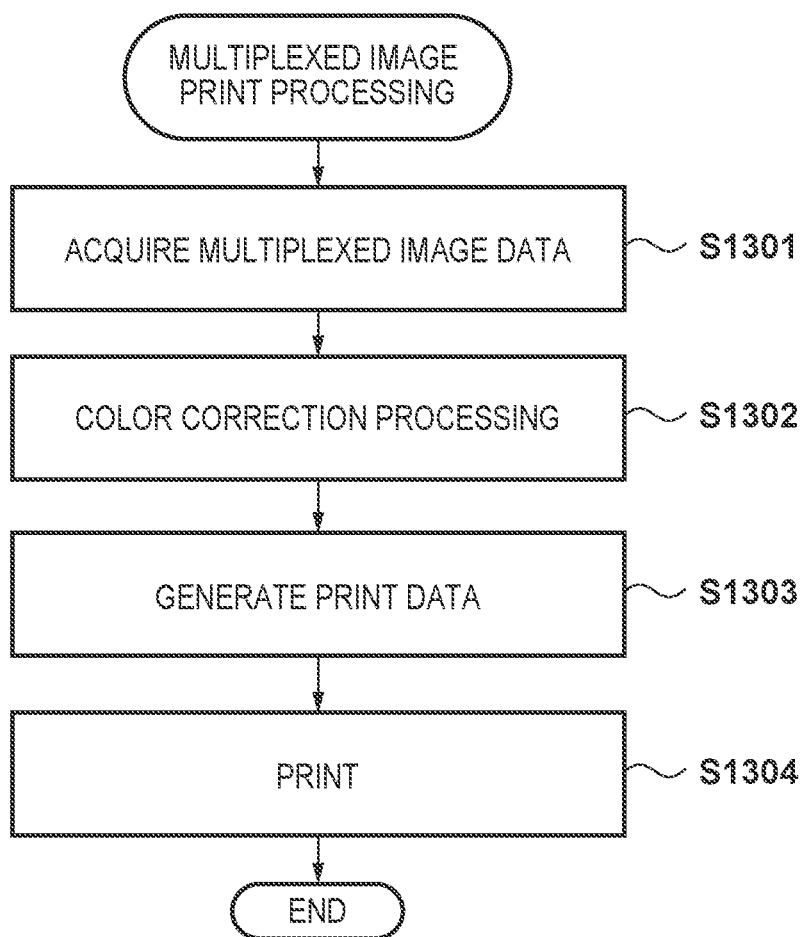 MULTIPLEXED IMAGE
PRINT PROCESSING
ACQUIRE MULTIPLEXED IMAGE DATA
S1301
COLOR CORRECTION PROCESSING
S1302
GENERATE PRINT DATA
S1303
PRINT
S1304
END